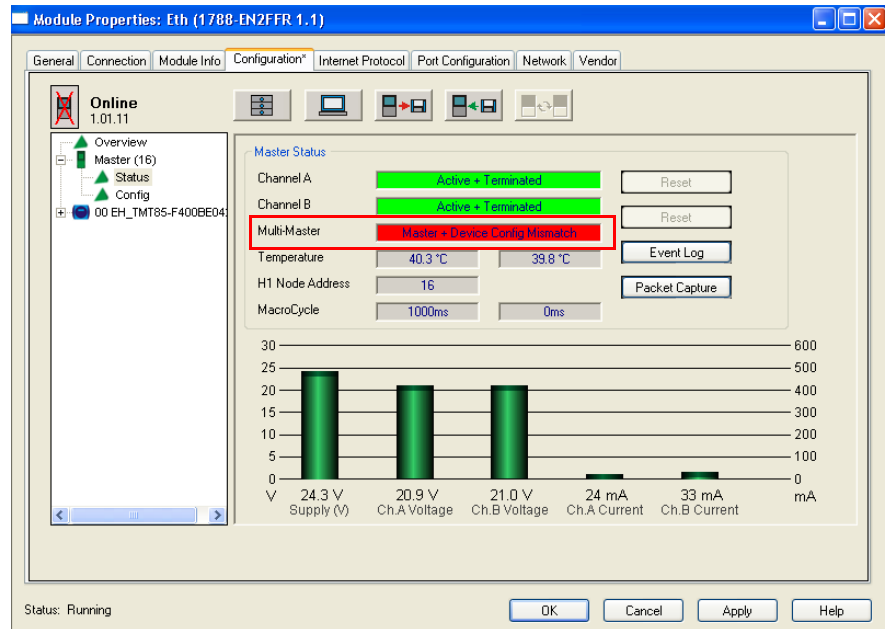 Module Properties: Eth (1788-EN2FFR 1.1)
General Connection Module Info Configuration* Internet Protocol Port Configuration Network Vendor
Online
1.01.11
Overview
Master (16)
Status
Config
00 EH_TMT85-F400BE04
Master Status
Channel A Active + Terminated Reset
Channel B Active + Terminated Reset
Multi-Master Master + Device Config Mismatch
Temperature 40.3 °C 39.8 °C Event Log
H1 Node Address 16 Packet Capture
MacroCycle 1000ms 0ms
30 600
25 500
20 400
15 300
10 200
5 100
0 0
V 24.3 V 20.9 V 21.0 V 24 mA 33 mA mA
Supply (V) Ch.A Voltage Ch.B Voltage Ch.A Current Ch.B Current
Status: Running OK Cancel Apply Help